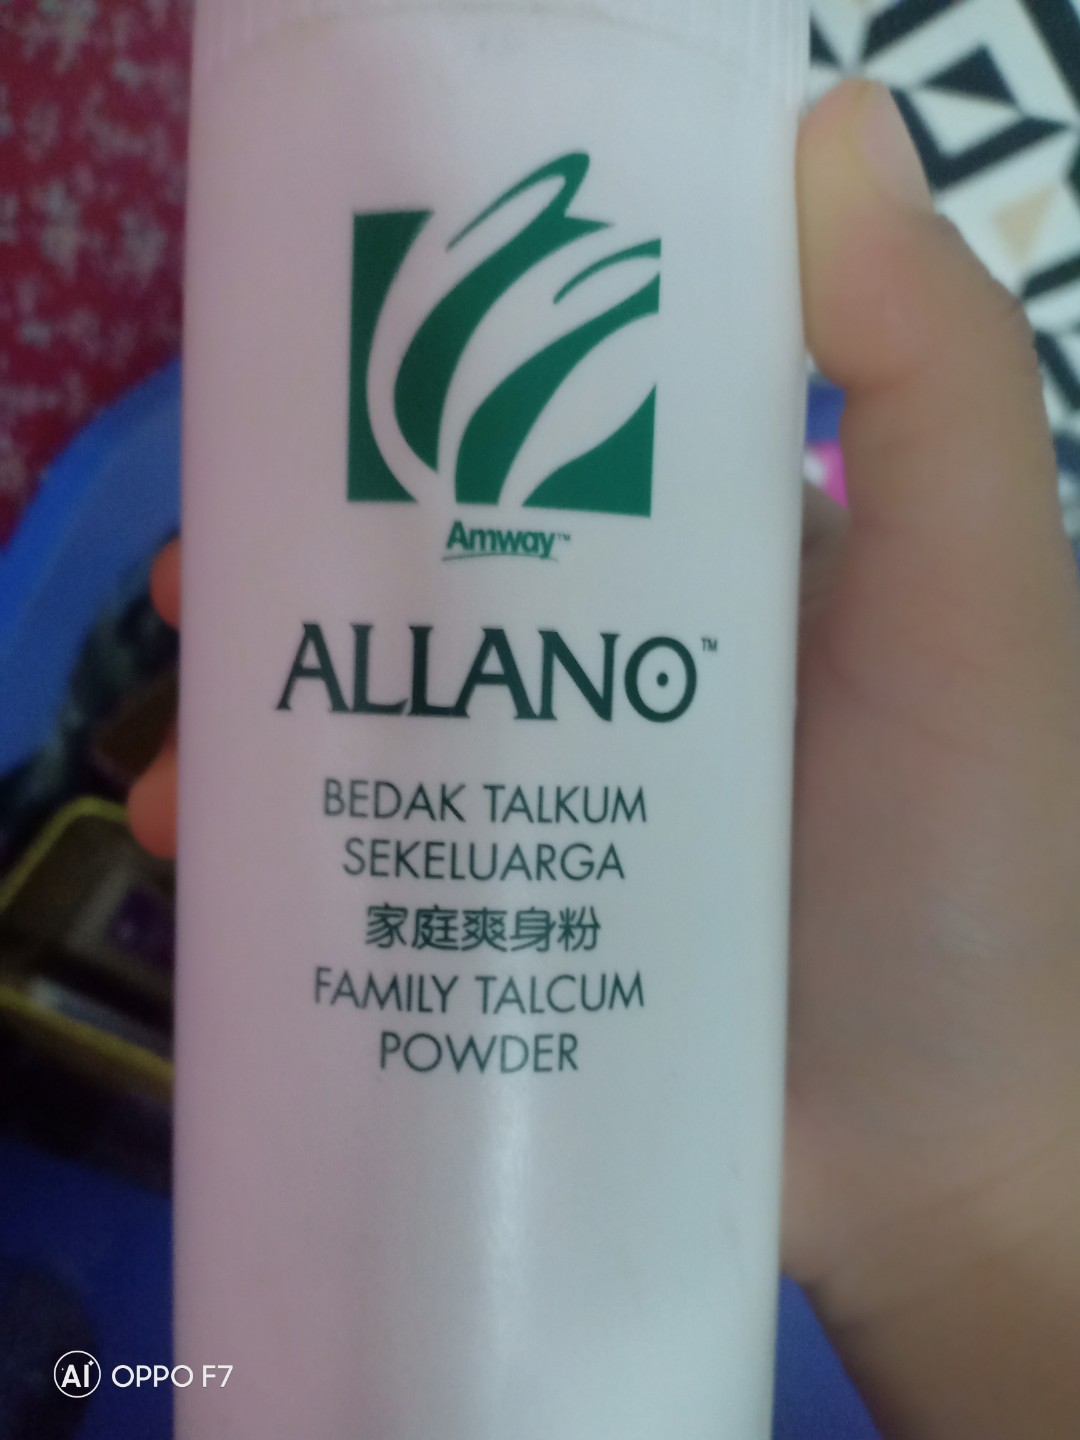 Amway™
ALLANO™
BEDAK TALKUM
SEKELUARGA
家庭爽身粉
FAMILY TALCUM
POWDER
AI OPPO F7